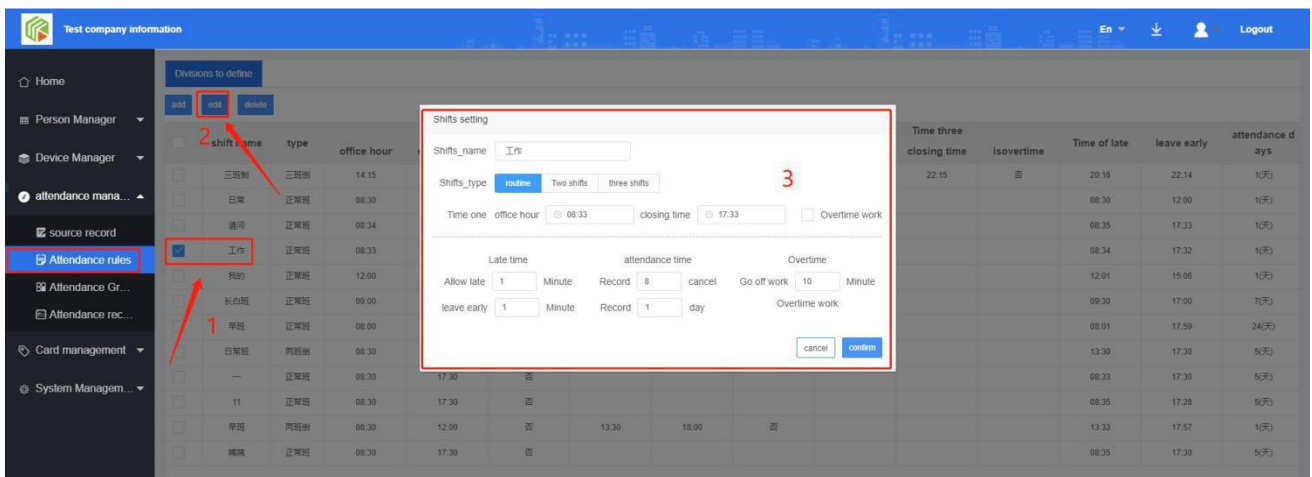 Test company information
En
Logout
Home
Person Manager
Device Manager
attendance mana...
source record
Attendance rules
Attendance Gr...
Attendance rec...
Card management
System Managem...
Divisions to define
add edit delete
2
1
shift name type office hour Time three closing time isovertime Time of late leave early attendance d ays
三班制 三班制 14:15 22:15 否 20:16 22:14 1(天)
日常 正常班 08:30 08:30 12:00 1(天)
请问 正常班 08:34 08:35 17:33 1(天)
工作 正常班 08:33 08:34 17:32 1(天)
我的 正常班 12:00 12:01 15:06 1(天)
长白班 正常班 09:00 09:30 17:00 7(天)
早班 正常班 08:00 08:01 17:59 24(天)
日常班 两班制 08:30 13:30 17:30 5(天)
一 正常班 08:30 17:30 否 08:33 17:30 5(天)
11 正常班 08:30 17:30 否 08:35 17:28 5(天)
早班 两班制 08:30 12:00 否 13:30 18:00 否 13:33 17:57 1(天)
正常班 08:30 17:30 否 08:35 17:30 5(天)
Shifts setting
Shifts_name 工作
Shifts_type routine Two shifts three shifts
3
Time one office hour 08:33 closing time 17:33 Overtime work
Late time attendance time Overtime
Allow late 1 Minute Record 8 cancel Go off work 10 Minute
leave early 1 Minute Record 1 day Overtime work
cancel confirm